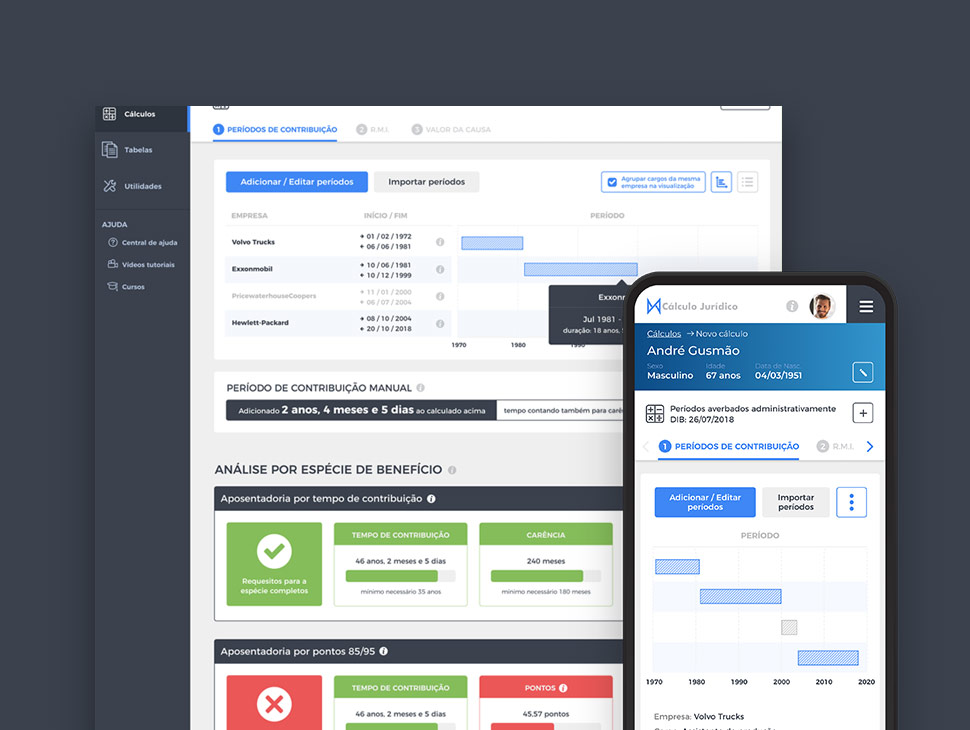 Cálculos
Tabelas
Utilidades
AJUDA
Central de ajuda
Vídeos tutoriais
Cursos
1 PERÍODOS DE CONTRIBUIÇÃO
2 R.M.I.
3 VALOR DA CAUSA
Adicionar / Editar períodos
Importar períodos
Agrupar cargos da mesma
empresa na visualização
EMPRESA INÍCIO / FIM PERÍODO
Volvo Trucks
01 / 02 / 1972
06 / 06 / 1981
Exxonmobil
10 / 06 / 1981
10 / 12 / 1999
PricewaterhouseCoopers
11 / 01 / 2000
06 / 07 / 2004
Hewlett-Packard
08 / 10 / 2004
20 / 10 / 2018
Exxonr
Jul 1981 -
duração: 18 anos,
1970 1980 1990
PERÍODO DE CONTRIBUIÇÃO MANUAL
Adicionado 2 anos, 4 meses e 5 dias ao calculado acima
tempo contando também para carên
ANÁLISE POR ESPÉCIE DE BENEFÍCIO
Aposentadoria por tempo de contribuição
Requesitos para a
espécie completos
TEMPO DE CONTRIBUIÇÃO
46 anos, 2 meses e 5 dias
mínimo necessário 35 anos
CARÊNCIA
240 meses
mínimo necessário 180 meses
Aposentadoria por pontos 85/95
TEMPO DE CONTRIBUIÇÃO
46 anos, 2 meses e 5 dias
PONTOS
45.57 pontos
Cálculo Jurídico
Cálculos → Novo cálculo
André Gusmão
Sexo Idade Data de Nasc.
Masculino 67 anos 04/03/1951
Períodos averbados administrativamente
DIB: 26/07/2018
1 PERÍODOS DE CONTRIBUIÇÃO
2 R.M.I.
Adicionar / Editar
períodos
Importar
períodos
PERÍODO
1970 1980 1990 2000 2010 2020
Empresa: Volvo Trucks